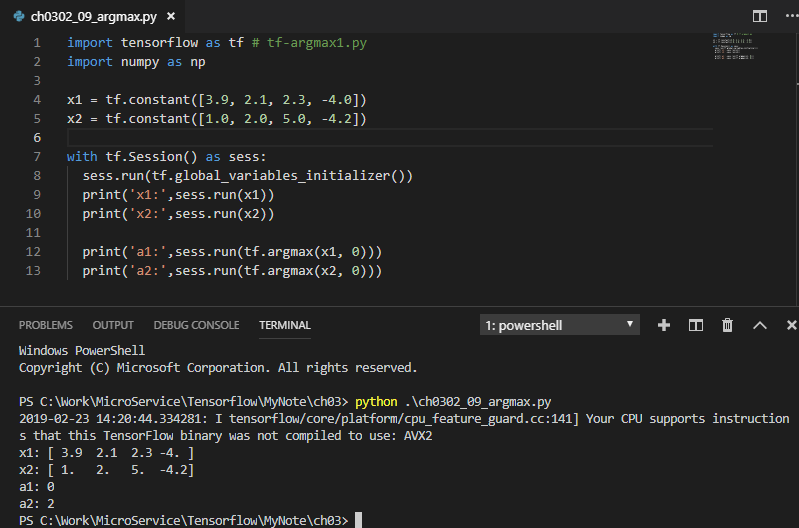 ch0302_09_argmax.py ×
1 import tensorflow as tf # tf-argmax1.py
2 import numpy as np
3
4 x1 = tf.constant([3.9, 2.1, 2.3, -4.0])
5 x2 = tf.constant([1.0, 2.0, 5.0, -4.2])
6
7 with tf.Session() as sess:
8 sess.run(tf.global_variables_initializer())
9 print('x1:',sess.run(x1))
10 print('x2:',sess.run(x2))
11
12 print('a1:',sess.run(tf.argmax(x1, 0)))
13 print('a2:',sess.run(tf.argmax(x2, 0)))
PROBLEMS OUTPUT DEBUG CONSOLE TERMINAL 1: powershell
Windows PowerShell
Copyright (C) Microsoft Corporation. All rights reserved.
PS C:\Work\MicroService\Tensorflow\MyNote\ch03> python .\ch0302_09_argmax.py
2019-02-23 14:20:44.334281: I tensorflow/core/platform/cpu_feature_guard.cc:141] Your CPU supports instruction
s that this TensorFlow binary was not compiled to use: AVX2
x1: [ 3.9  2.1  2.3 -4. ]
x2: [ 1.   2.   5.  -4.2]
a1: 0
a2: 2
PS C:\Work\MicroService\Tensorflow\MyNote\ch03>